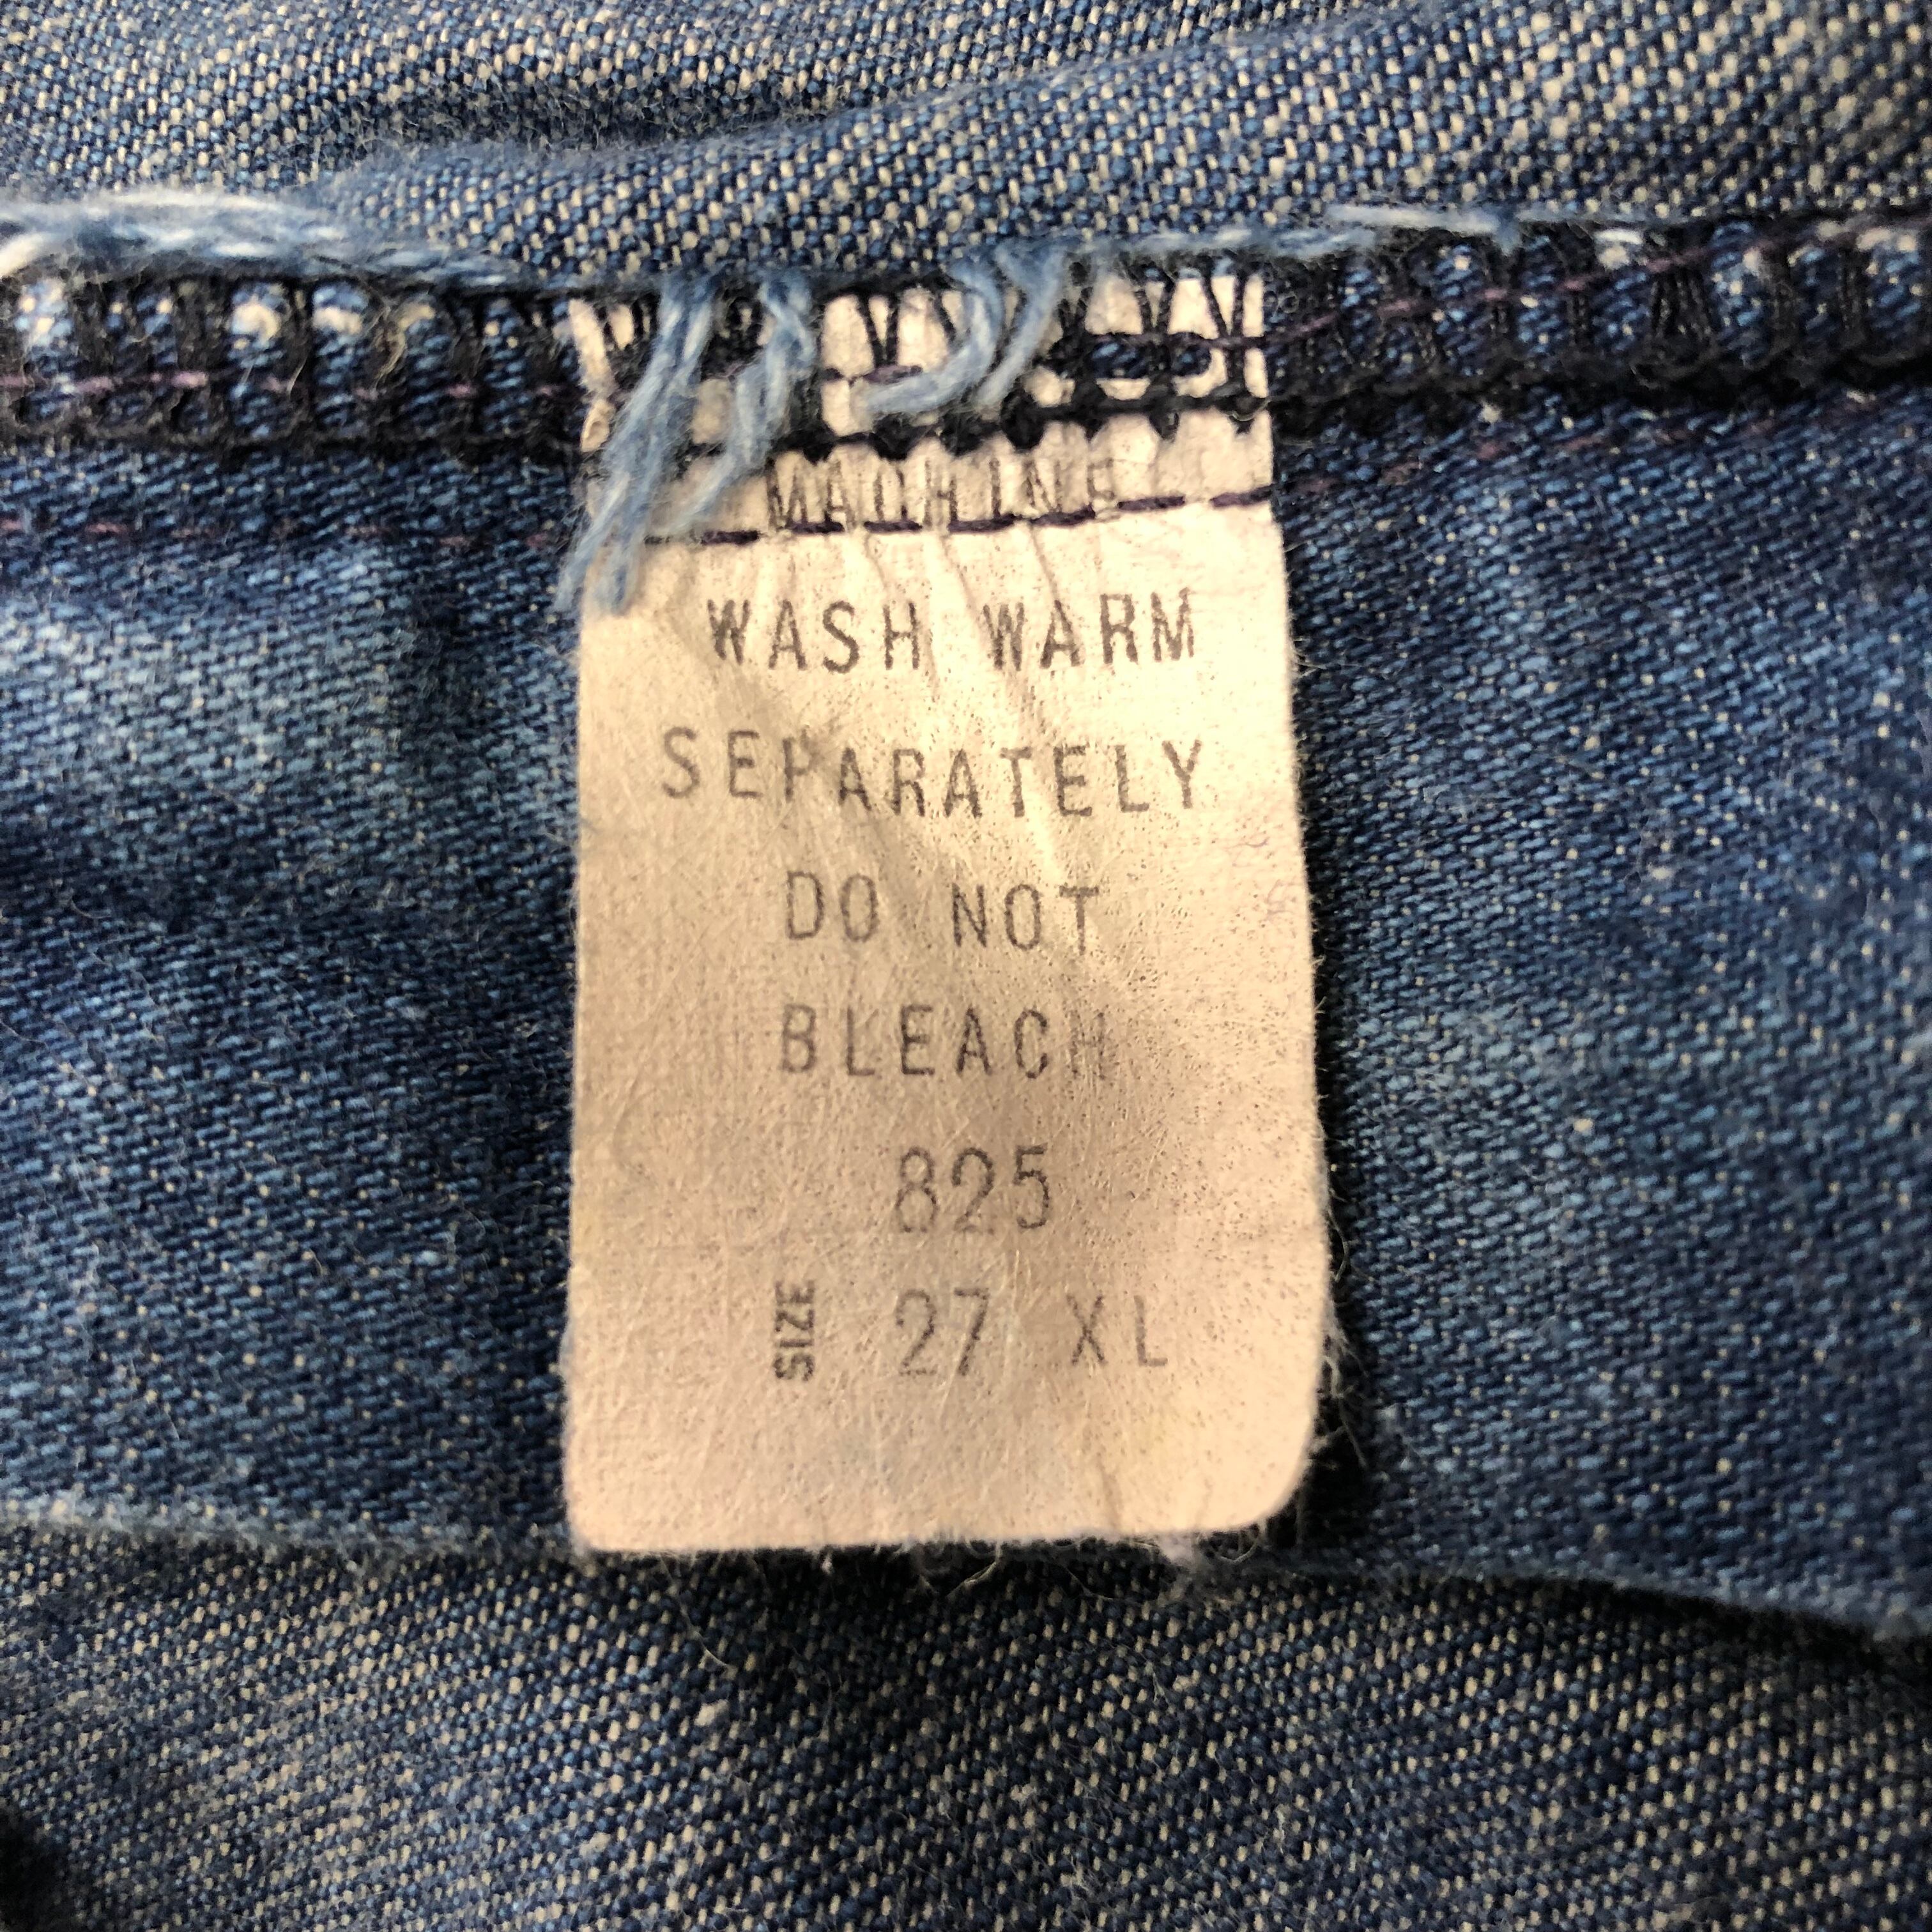 MACHINE
WASH WARM
SEPARATELY
DO NOT
BLEACH
825
SIZE 27 XL